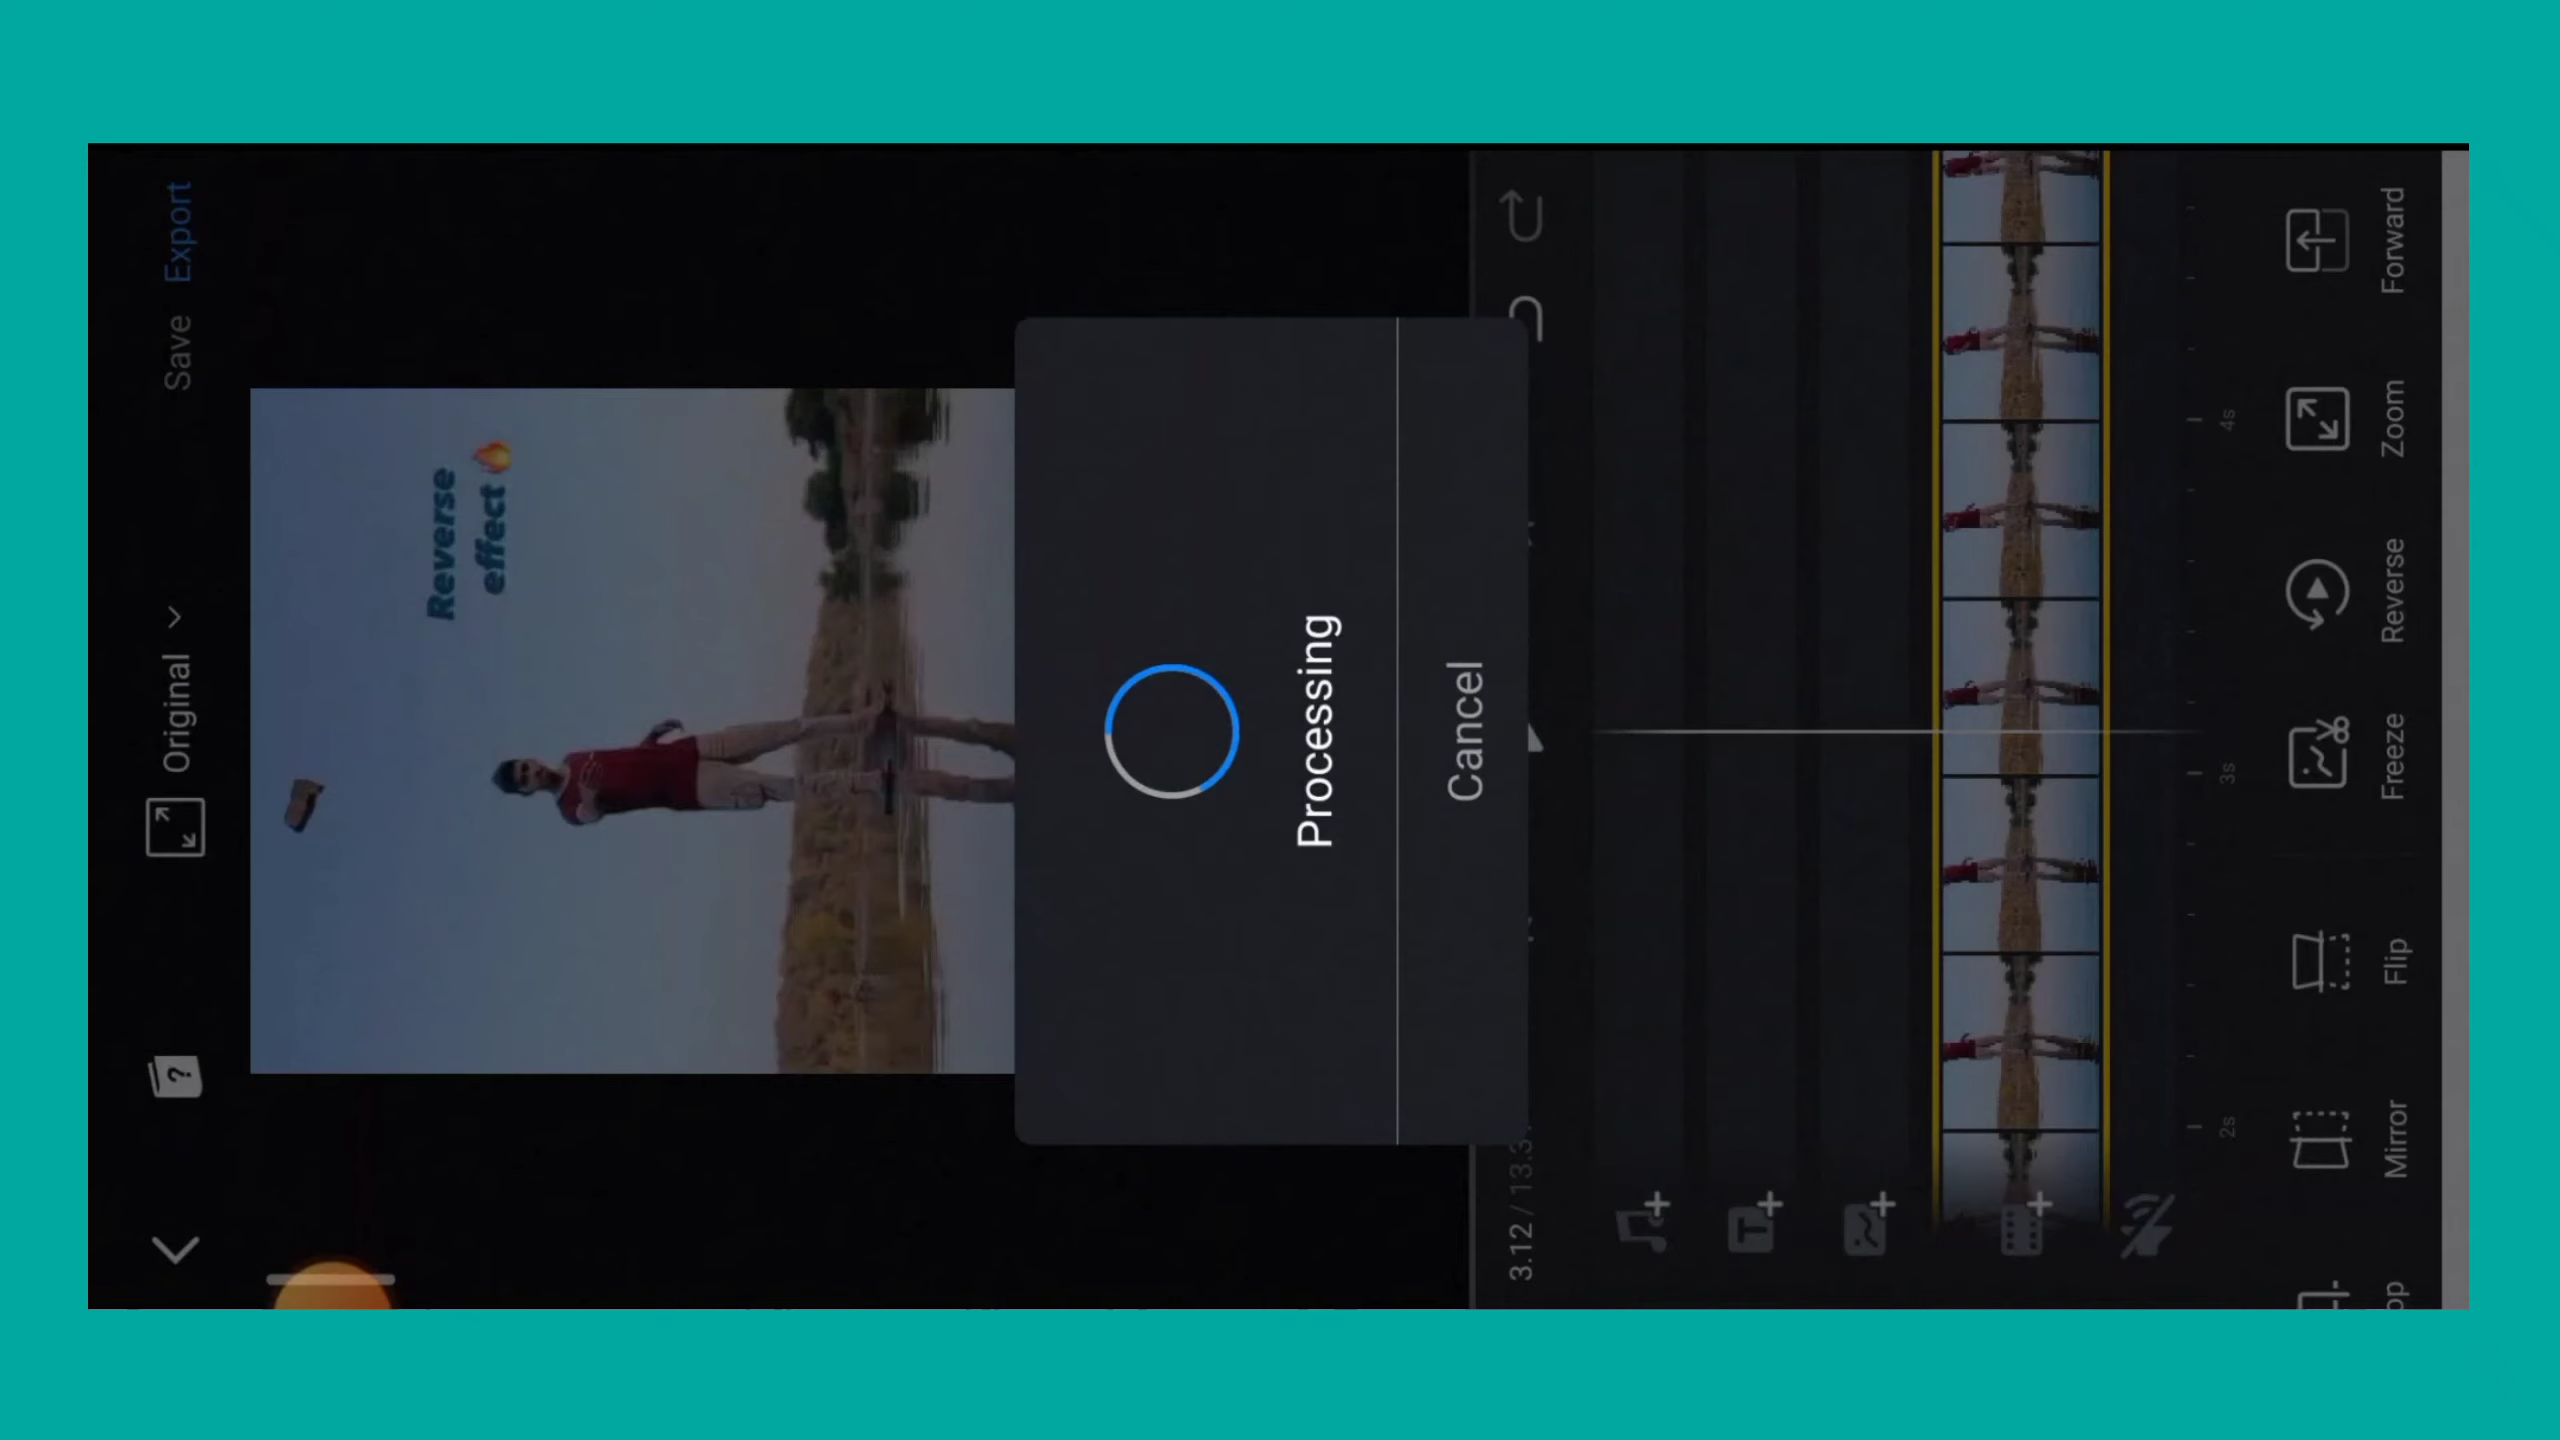 Original
Save Export
Reverse
effect 🔥
Processing
Cancel
3.12 / 13.3
2s
3s
4s
Mirror
Flip
Freeze
Reverse
Zoom
Forward